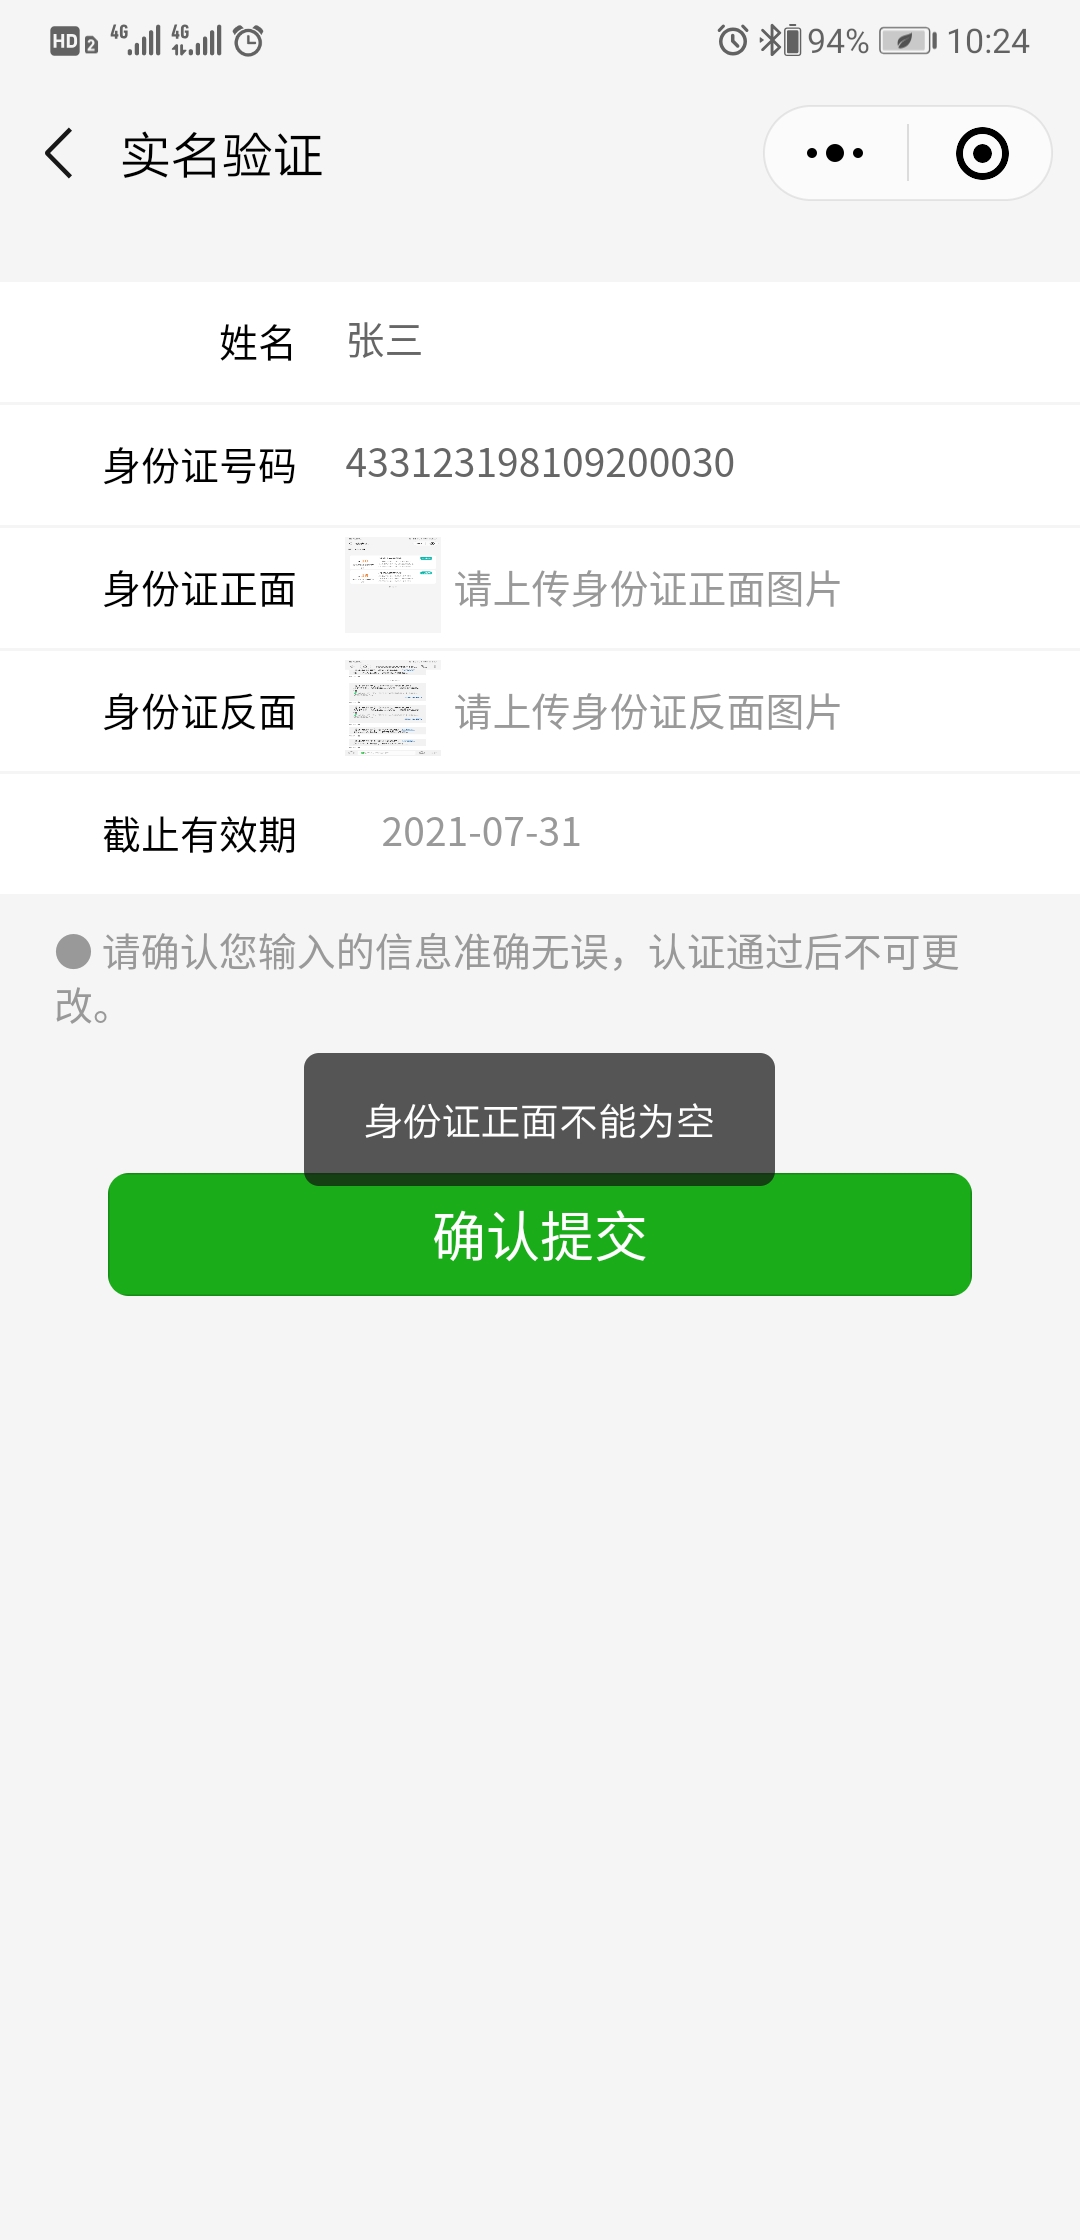 HD 2 4G 4G 94% 10:24
实名验证
姓名 张三
身份证号码 433123198109200030
身份证正面 请上传身份证正面图片
身份证反面 请上传身份证反面图片
截止有效期 2021-07-31
● 请确认您输入的信息准确无误，认证通过后不可更
改。
身份证正面不能为空
确认提交